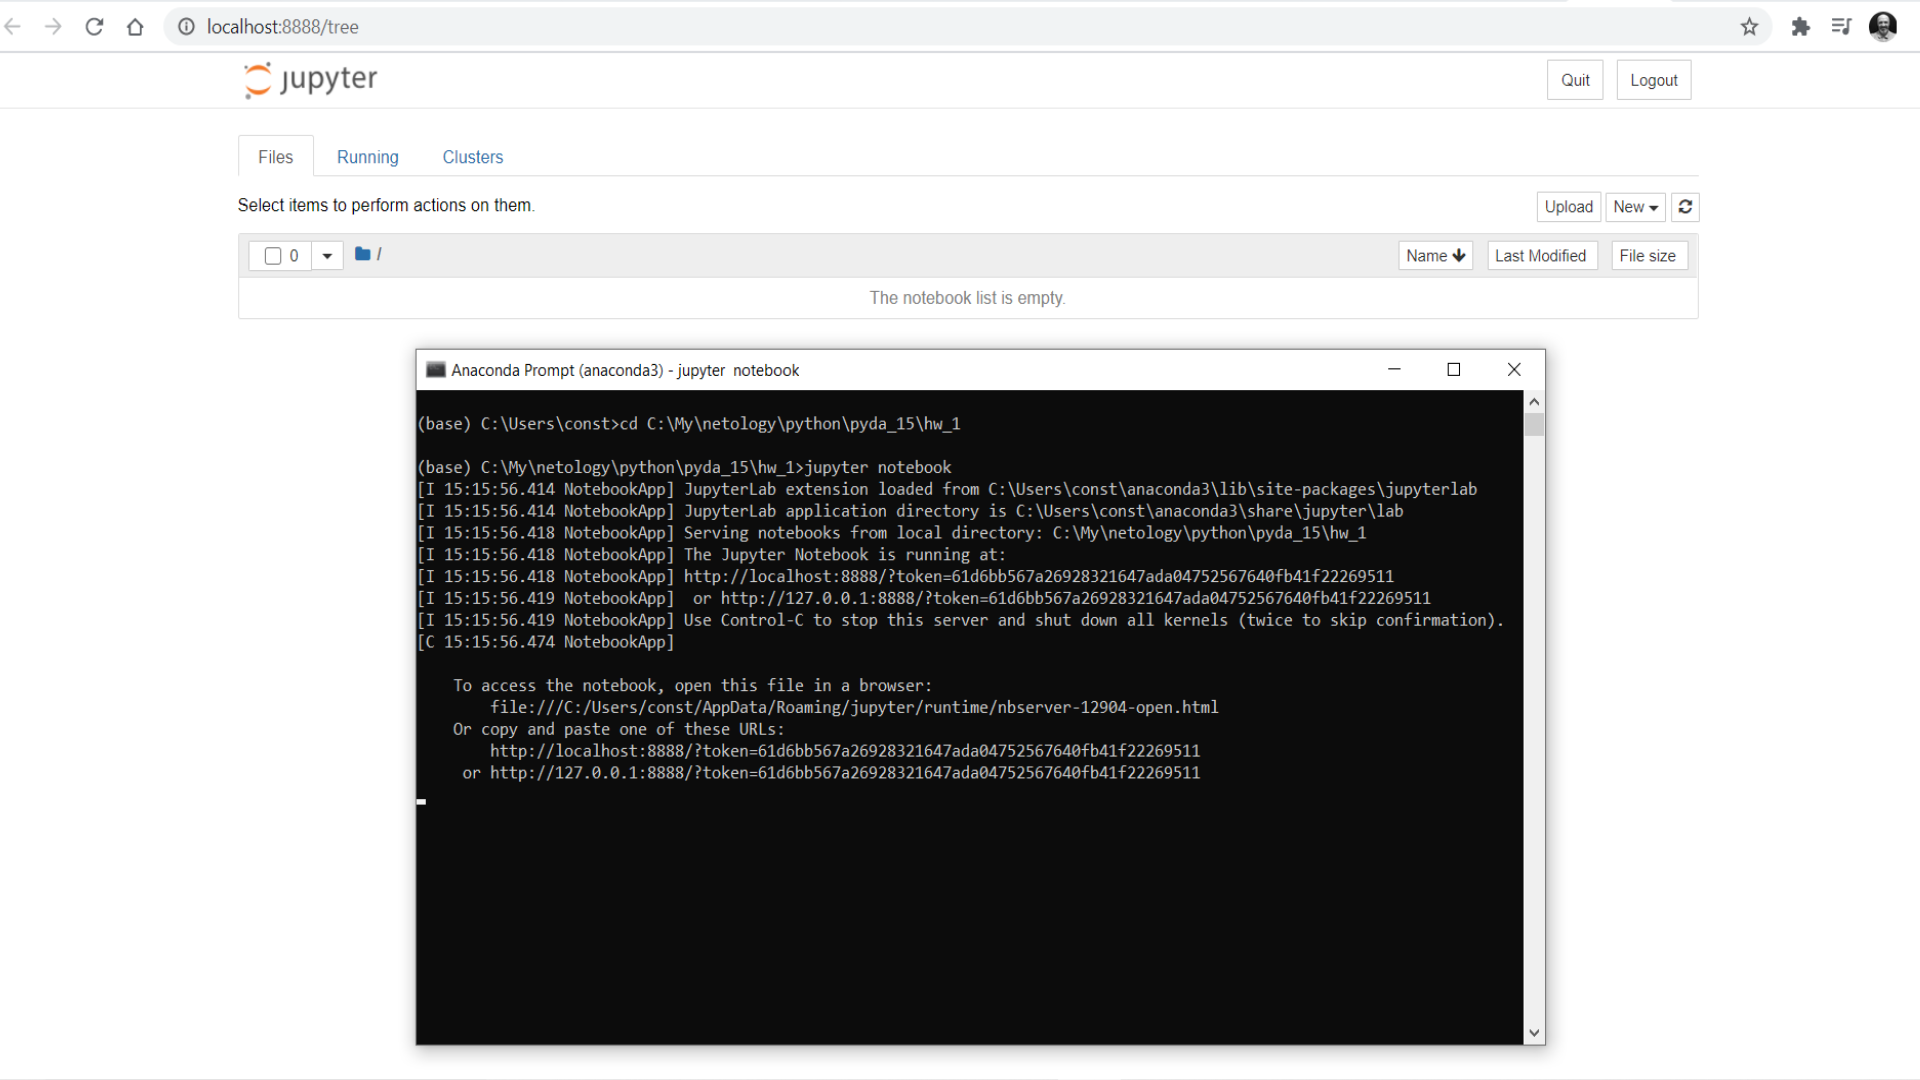 localhost:8888/tree
jupyter
Quit Logout
Files Running Clusters
Select items to perform actions on them.
Upload New
0 / Name Last Modified File size
The notebook list is empty.
Anaconda Prompt (anaconda3) - jupyter  notebook
(base) C:\Users\const>cd C:\My\netology\python\pyda_15\hw_1
(base) C:\My\netology\python\pyda_15\hw_1>jupyter notebook
[I 15:15:56.414 NotebookApp] JupyterLab extension loaded from C:\Users\const\anaconda3\lib\site-packages\jupyterlab
[I 15:15:56.414 NotebookApp] JupyterLab application directory is C:\Users\const\anaconda3\share\jupyter\lab
[I 15:15:56.418 NotebookApp] Serving notebooks from local directory: C:\My\netology\python\pyda_15\hw_1
[I 15:15:56.418 NotebookApp] The Jupyter Notebook is running at:
[I 15:15:56.418 NotebookApp] http://localhost:8888/?token=61d6bb567a26928321647ada04752567640fb41f22269511
[I 15:15:56.419 NotebookApp]  or http://127.0.0.1:8888/?token=61d6bb567a26928321647ada04752567640fb41f22269511
[I 15:15:56.419 NotebookApp] Use Control-C to stop this server and shut down all kernels (twice to skip confirmation).
[C 15:15:56.474 NotebookApp]
To access the notebook, open this file in a browser:
file:///C:/Users/const/AppData/Roaming/jupyter/runtime/nbserver-12904-open.html
Or copy and paste one of these URLs:
http://localhost:8888/?token=61d6bb567a26928321647ada04752567640fb41f22269511
or http://127.0.0.1:8888/?token=61d6bb567a26928321647ada04752567640fb41f22269511